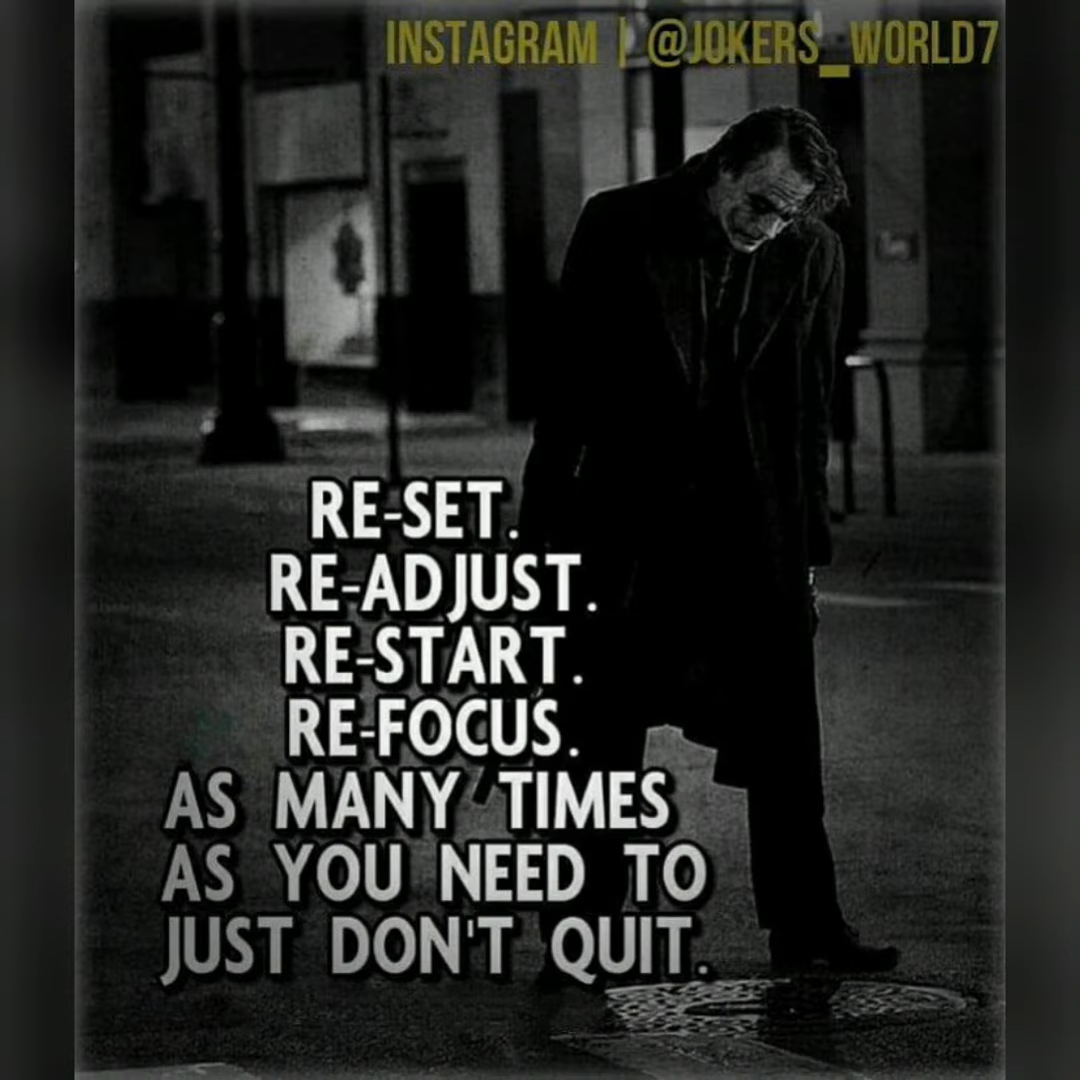 INSTAGRAM | @JOKERS_WORLD7
RE-SET.
RE-ADJUST.
RE-START.
RE-FOCUS.
AS MANY TIMES
AS YOU NEED TO
JUST DON'T QUIT.